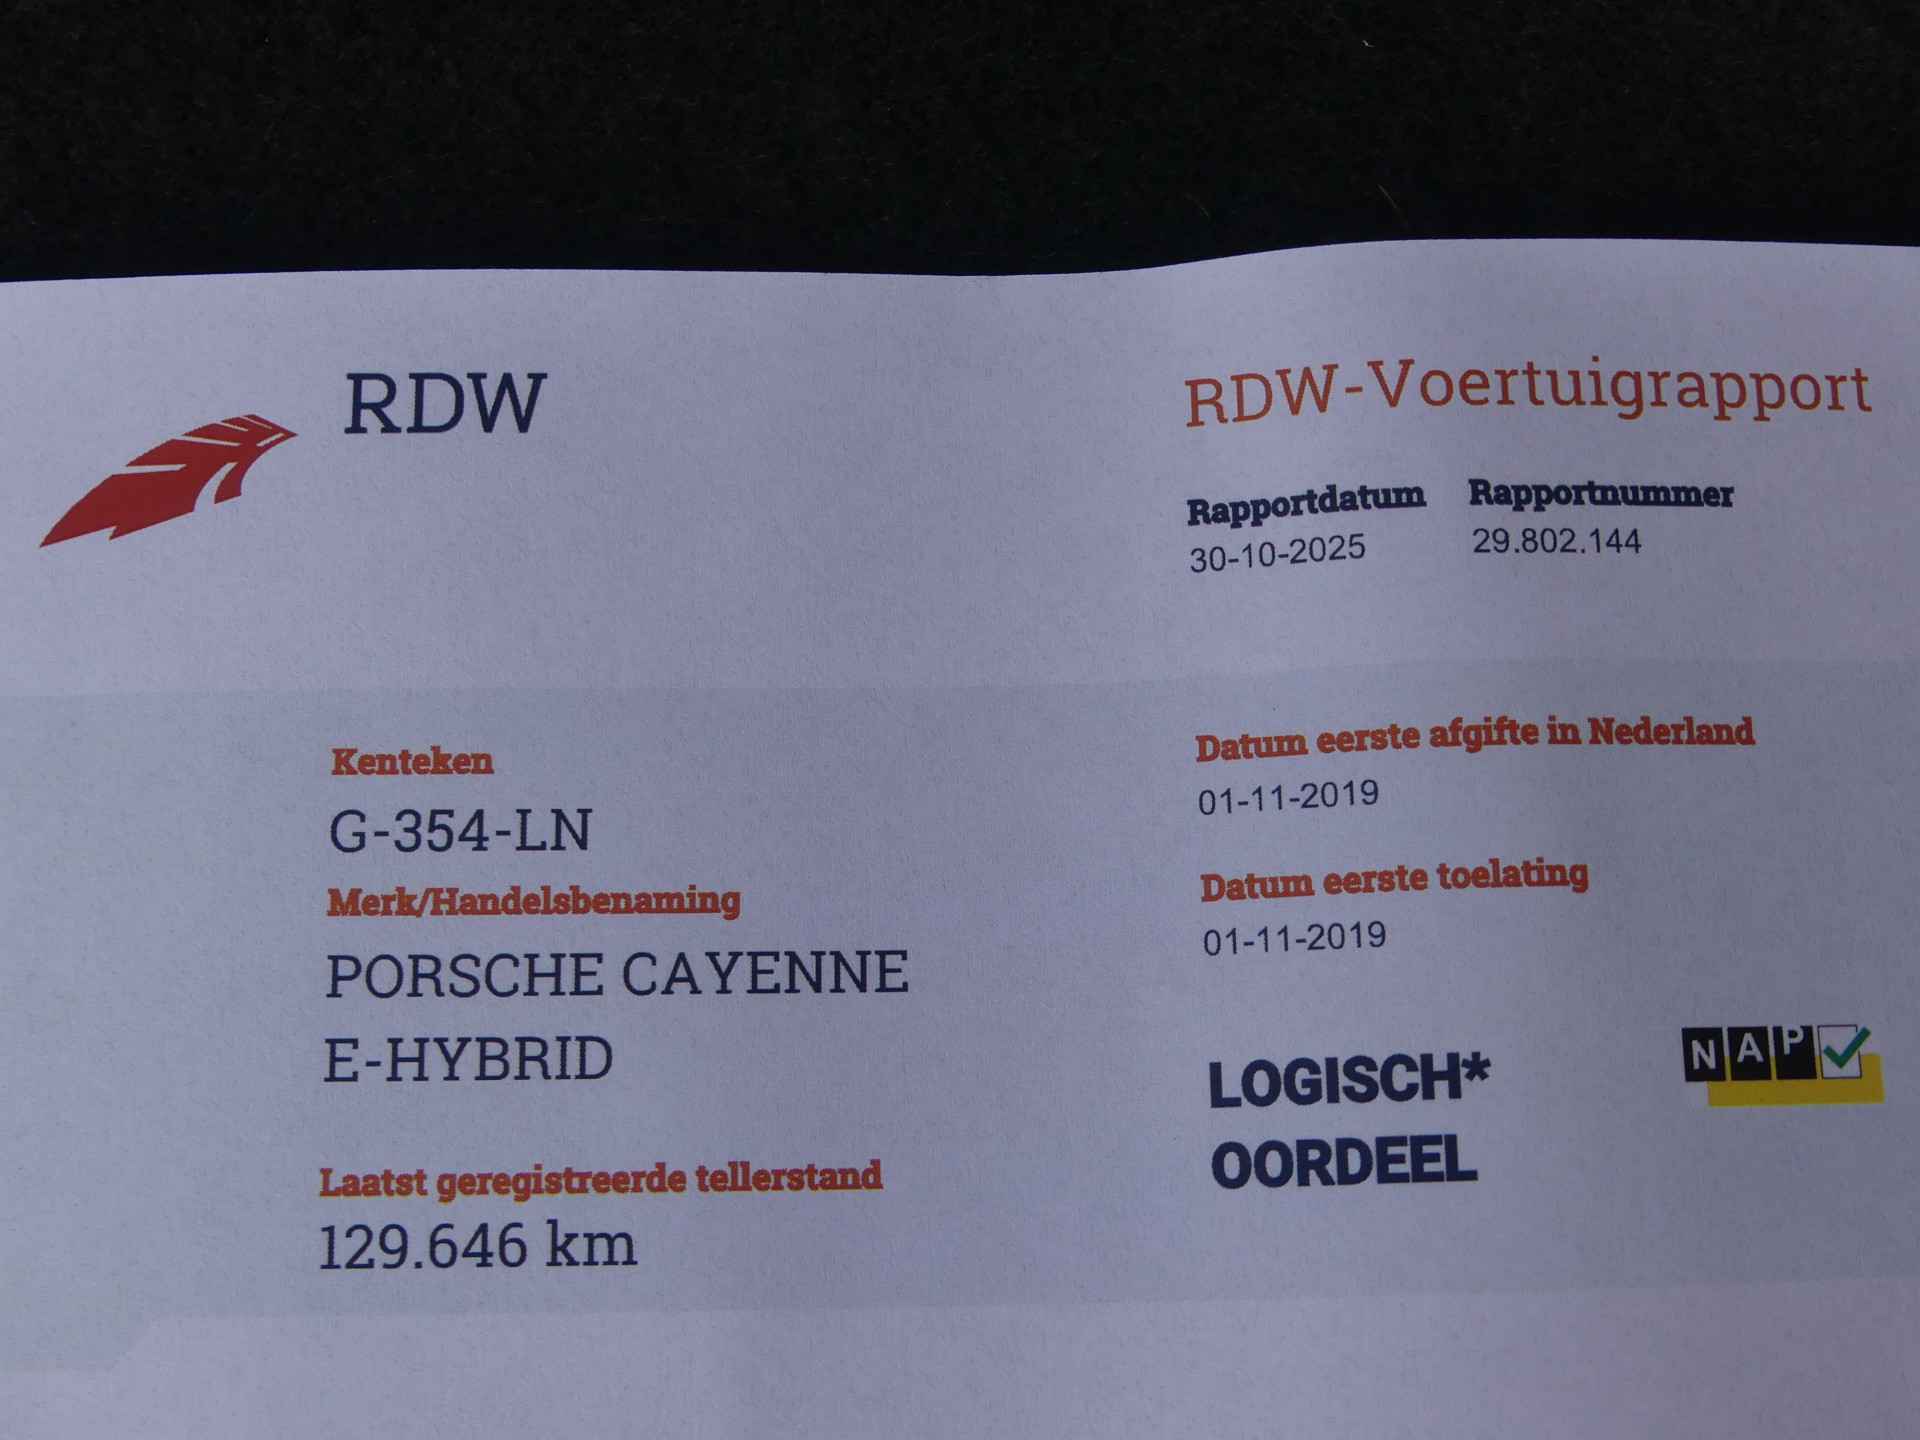 RDW
RDW-Voertuigrapport
Rapportdatum Rapportnummer
30-10-2025 29.802.144
Kenteken
G-354-LN
Merk/Handelsbenaming
PORSCHE CAYENNE
E-HYBRID
Laatst geregistreerde tellerstand
129.646 km
Datum eerste afgifte in Nederland
01-11-2019
Datum eerste toelating
01-11-2019
LOGISCH*
OORDEEL
NAP